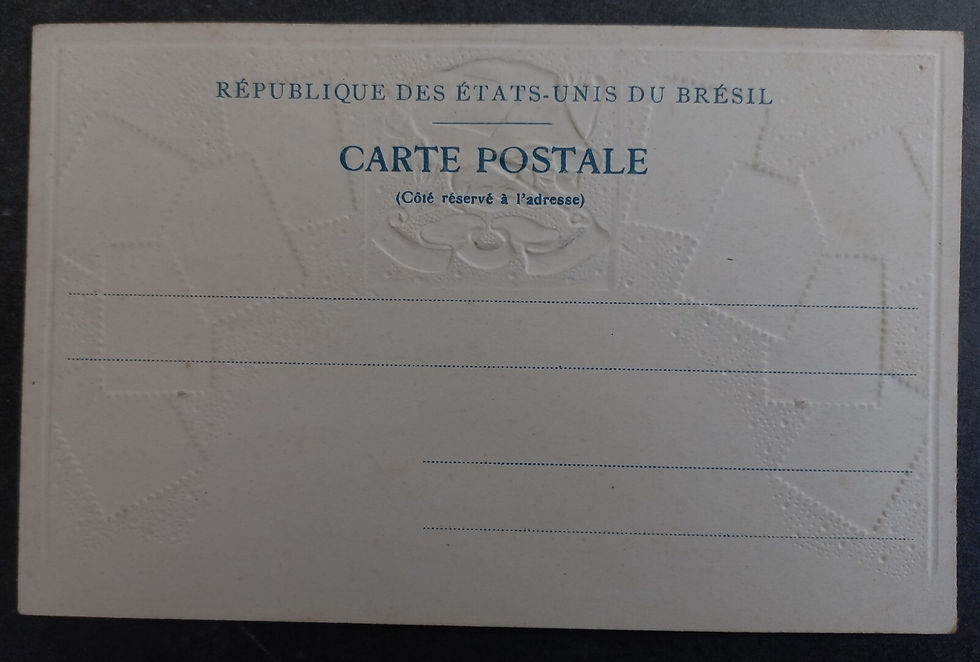 RÉPUBLIQUE DES ÉTATS-UNIS DU BRÉSIL
CARTE POSTALE
(Côté réservé à l'adresse)